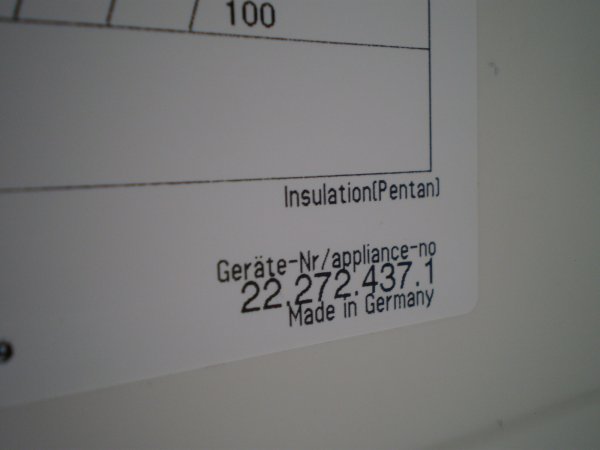 100
Insulation(Pentan)
Geräte-Nr/appliance-no
22.272.437.1
Made in Germany